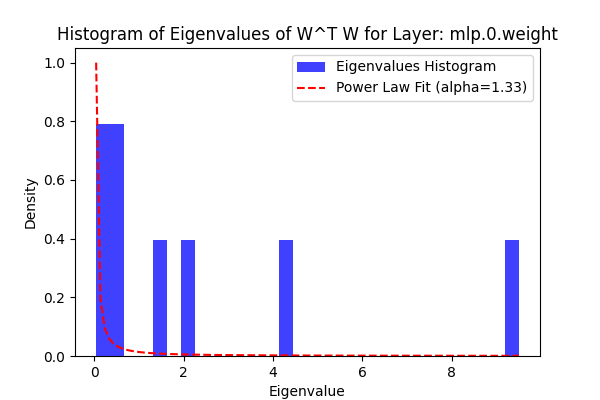 Histogram of Eigenvalues of W^T W for Layer: mlp.0.weight
Eigenvalues Histogram
Power Law Fit (alpha=1.33)
Density
1.0
0.8
0.6
0.4
0.2
0.0
0 2 4 6 8
Eigenvalue